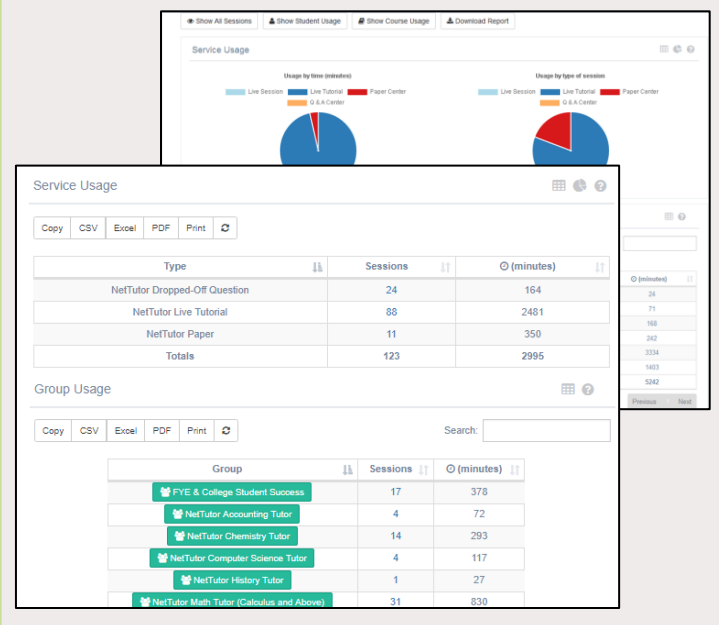 Show All Sessions Show Student Usage Show Course Usage Download Report
Service Usage
Usage by time (minutes) Usage by type of session
Live Session Live Tutorial Paper Center Live Session Live Tutorial Paper Center
Q & A Center Q & A Center
Service Usage
Copy CSV Excel PDF Print
Type Sessions (minutes)
NetTutor Dropped-Off Question 24 164
NetTutor Live Tutorial 88 2481
NetTutor Paper 11 350
Totals 123 2995
Group Usage
Copy CSV Excel PDF Print Search:
Group Sessions (minutes)
FYE & College Student Success 17 378
NetTutor Accounting Tutor 4 72
NetTutor Chemistry Tutor 14 293
NetTutor Computer Science Tutor 4 117
NetTutor History Tutor 1 27
NetTutor Math Tutor (Calculus and Above) 31 830
(minutes)
24
71
168
242
3334
1403
5242
Previous Next